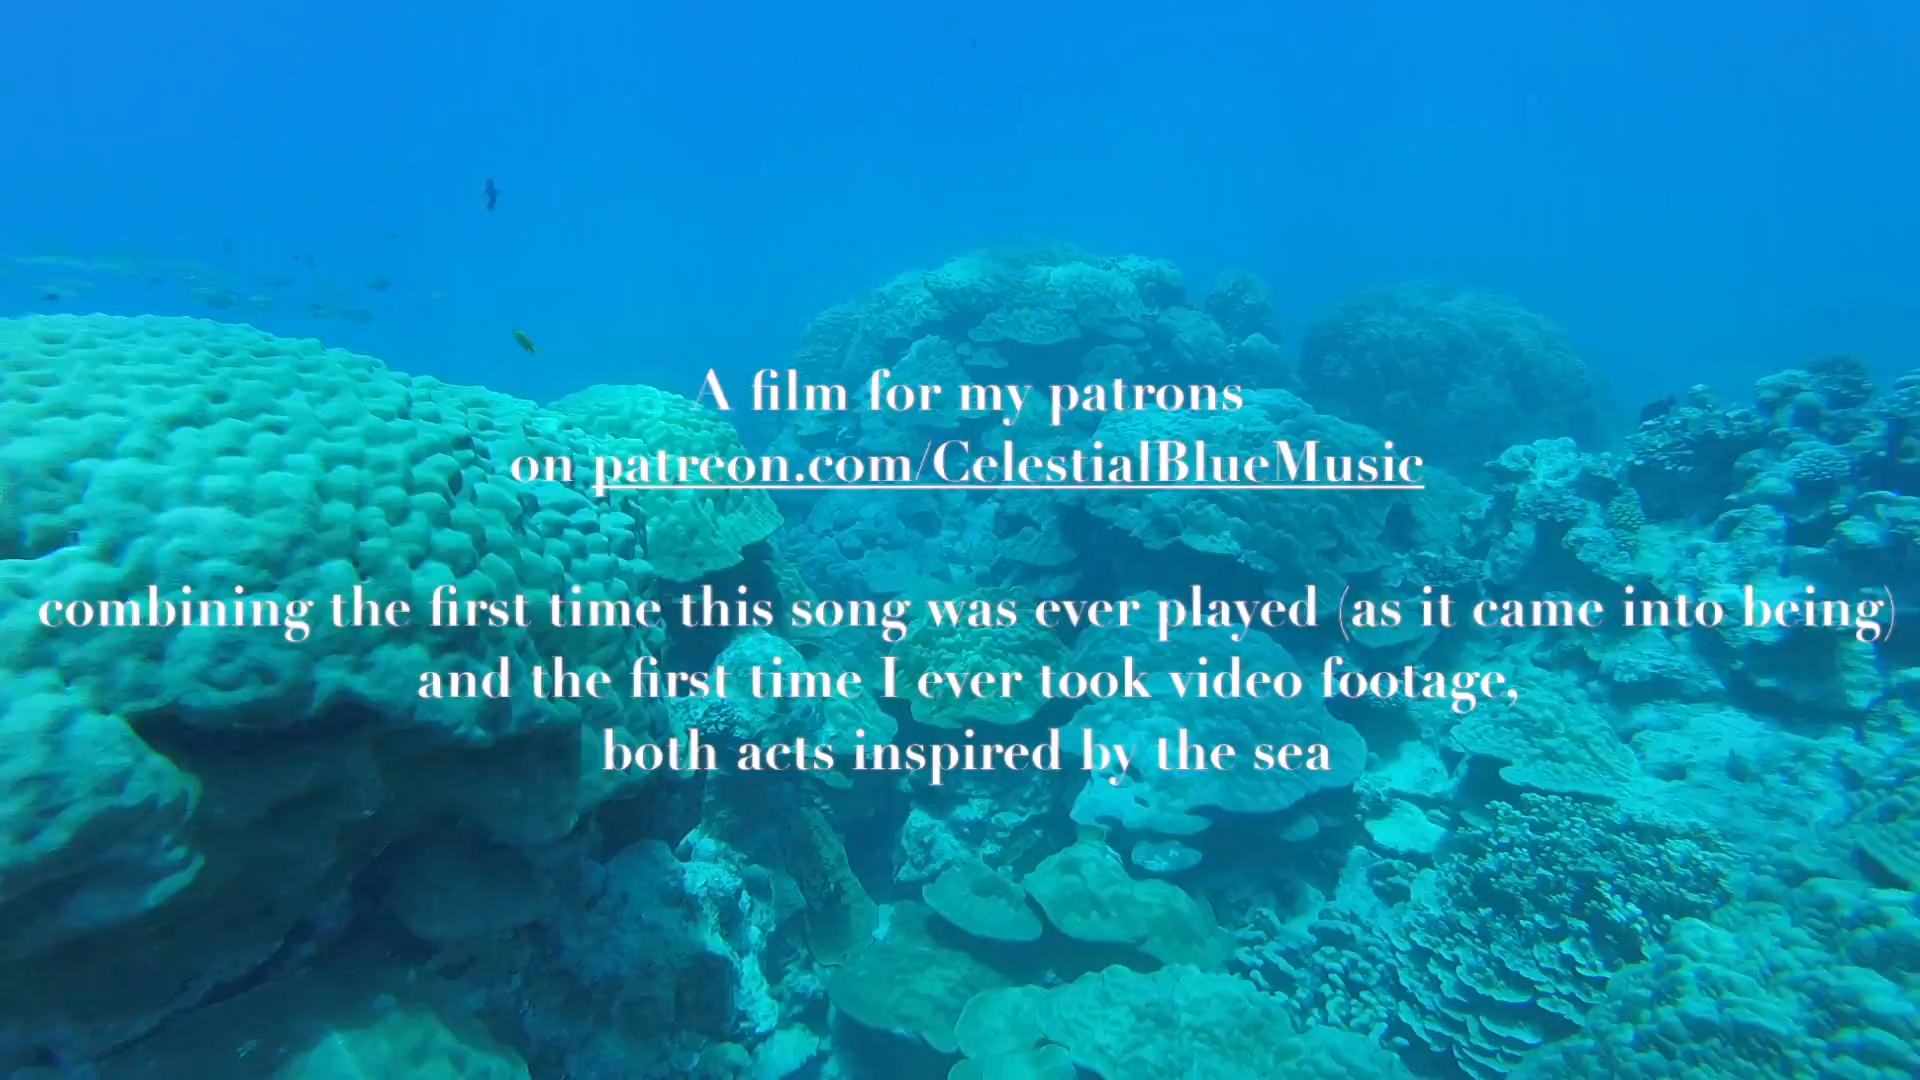 A film for my patrons
on patreon.com/CelestialBlueMusic
combining the first time this song was ever played (as it came into being)
and the first time I ever took video footage,
both acts inspired by the sea